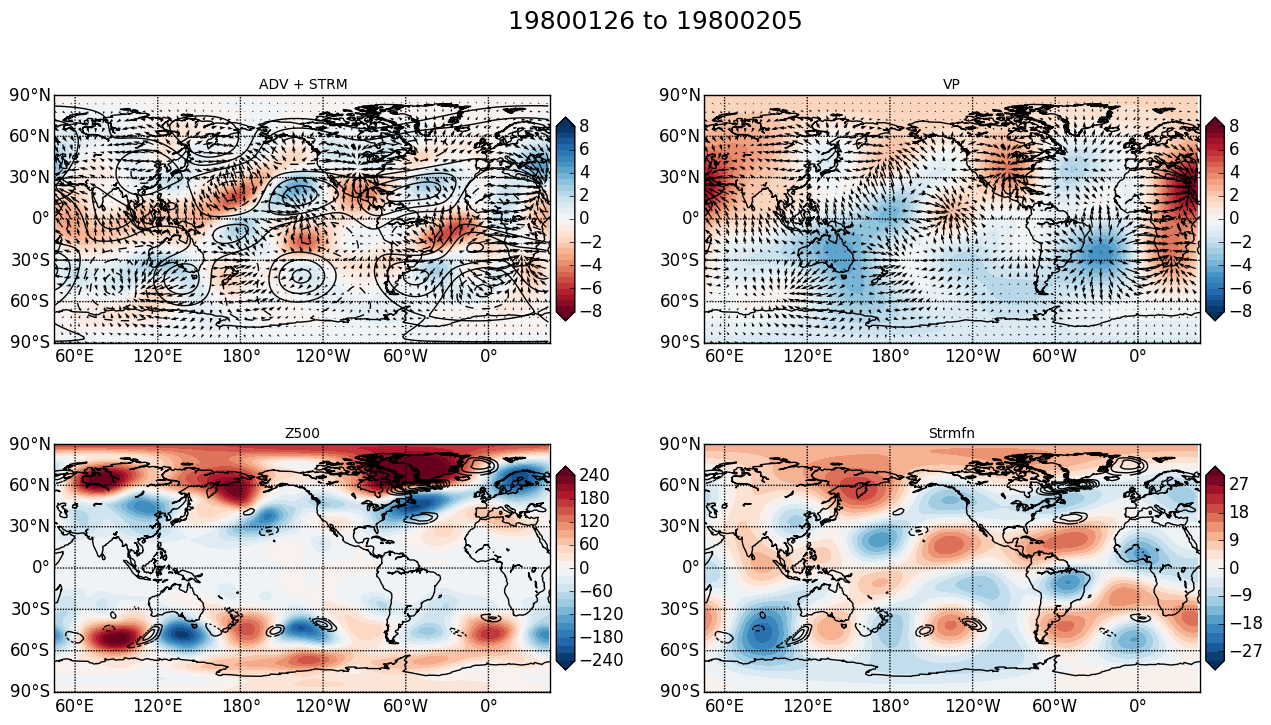 19800126 to 19800205
ADV + STRM
90°N
60°N
30°N
0°
30°S
60°S
90°S
60°E 120°E 180° 120°W 60°W 0°
8
6
4
2
0
−2
−4
−6
−8
VP
90°N
60°N
30°N
0°
30°S
60°S
90°S
60°E 120°E 180° 120°W 60°W 0°
8
6
4
2
0
−2
−4
−6
−8
Z500
90°N
60°N
30°N
0°
30°S
60°S
90°S
60°E 120°E 180° 120°W 60°W 0°
240
180
120
60
0
−60
−120
−180
−240
Strmfn
90°N
60°N
30°N
0°
30°S
60°S
90°S
60°E 120°E 180° 120°W 60°W 0°
27
18
9
0
−9
−18
−27